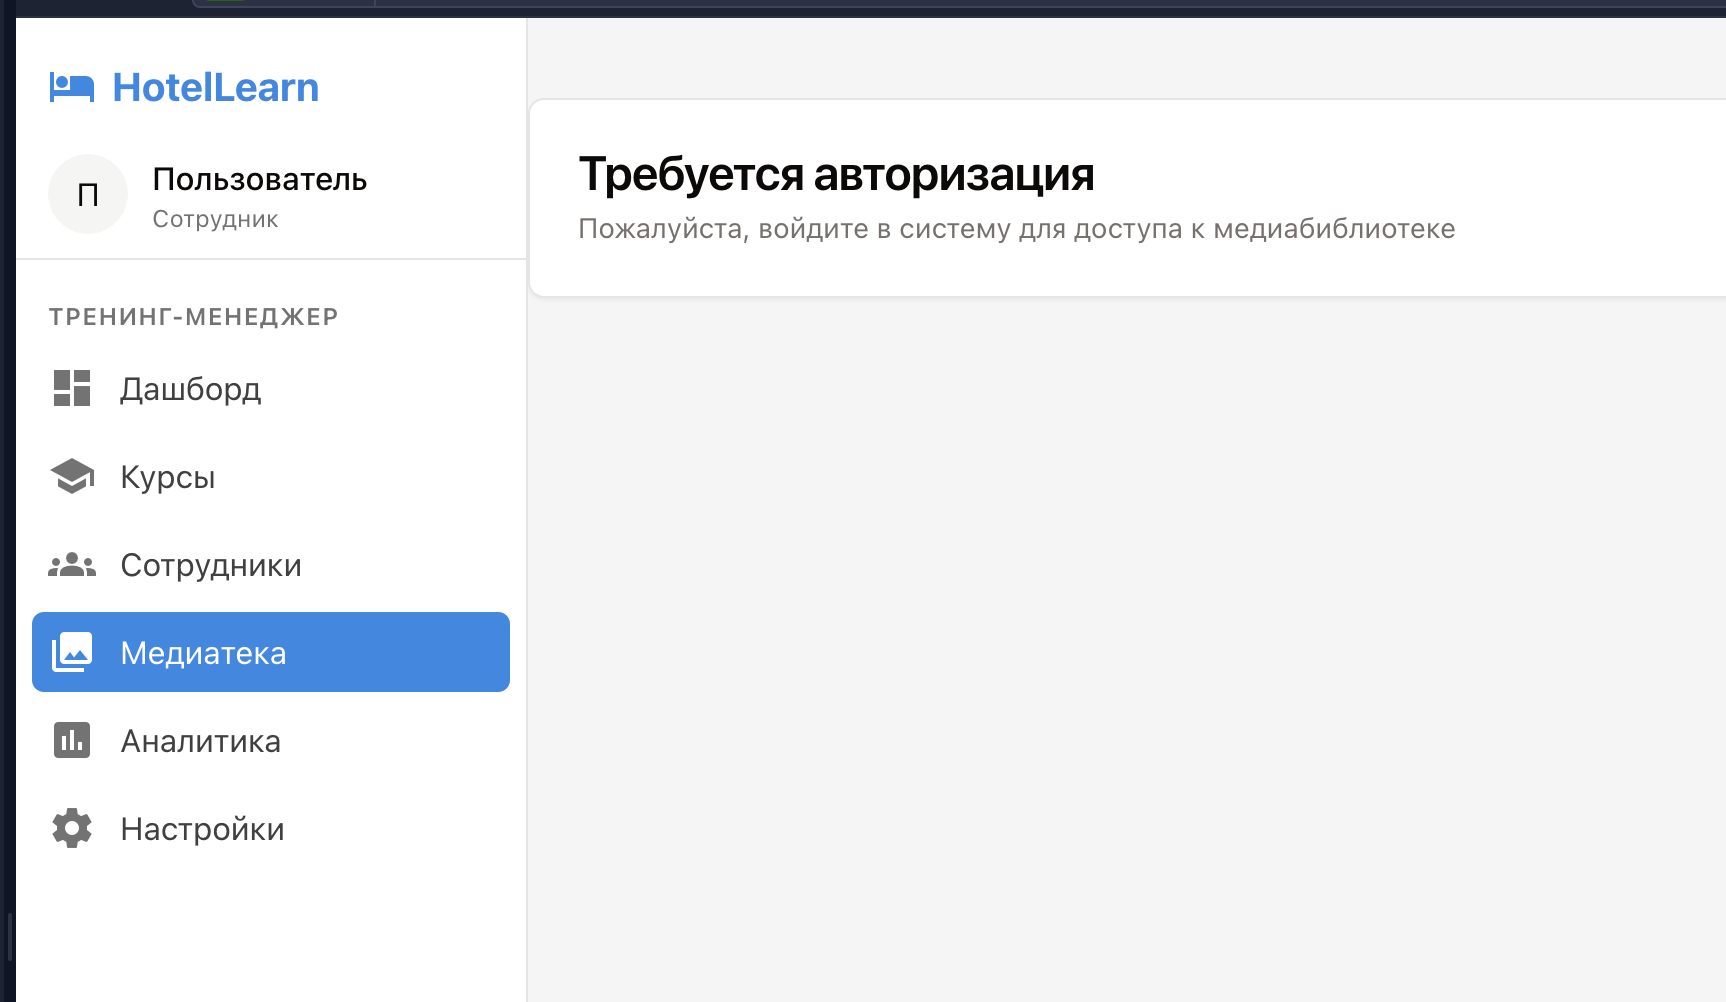 HotelLearn
П
Пользователь
Сотрудник
ТРЕНИНГ-МЕНЕДЖЕР
Дашборд
Курсы
Сотрудники
Медиатека
Аналитика
Настройки
Требуется авторизация
Пожалуйста, войдите в систему для доступа к медиабиблиотеке